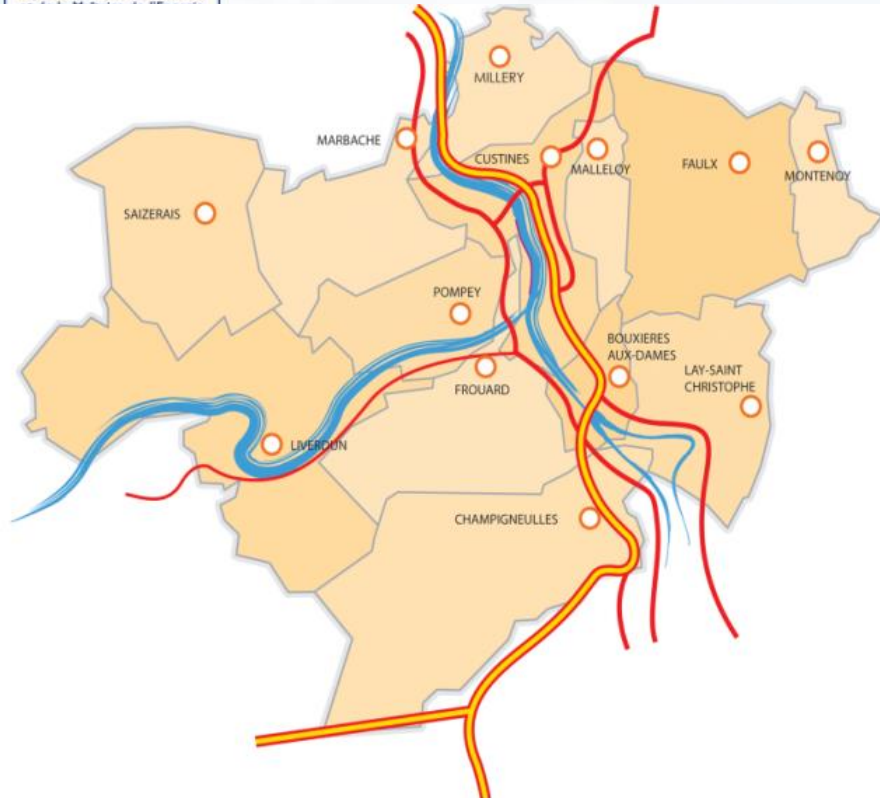 MILLERY
MARBACHE
CUSTINES
MALLELOY
FAULX
MONTENOY
SAIZERAIS
POMPEY
BOUXIERES
AUX-DAMES
FROUARD
LAY-SAINT
CHRISTOPHE
LIVERDUN
CHAMPIGNEULLES